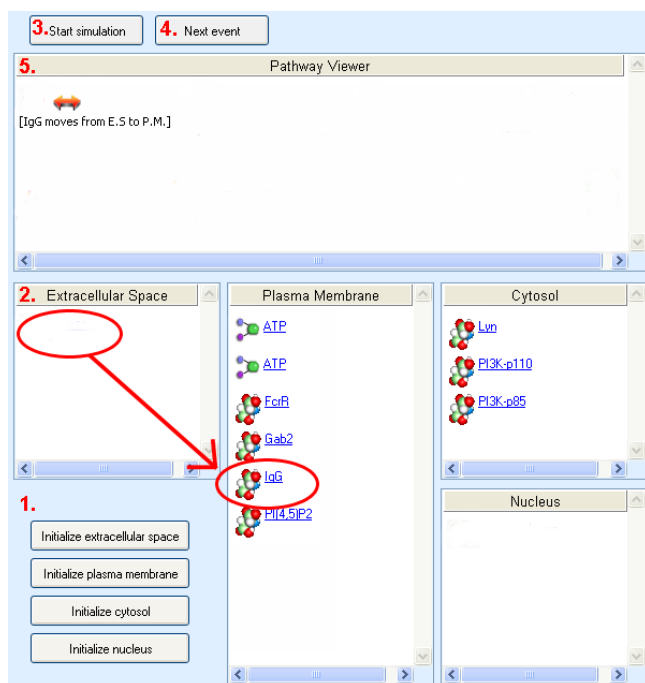 3. Start simulation
4. Next event
5. Pathway Viewer
[IgG moves from E.S to P.M.]
2. Extracellular Space
Plasma Membrane
ATP
ATP
FcrR
Gab2
IgG
PI(4,5)P2
Cytosol
Lyn
PI3K-p110
PI3K-p85
Nucleus
1.
Initialize extracellular space
Initialize plasma membrane
Initialize cytosol
Initialize nucleus